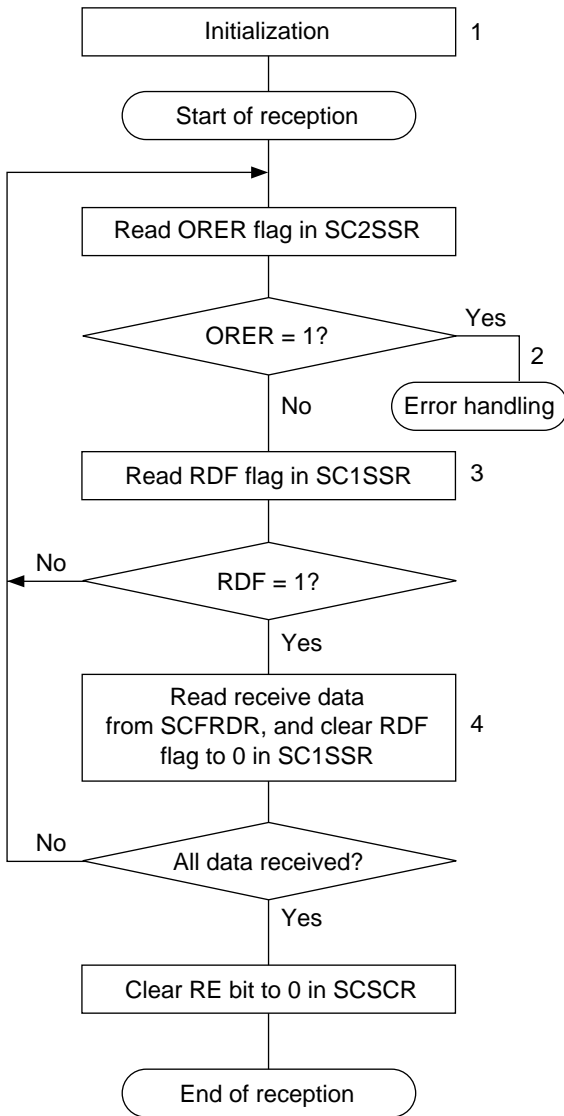 Initialization
1
Start of reception
Read ORER flag in SC2SSR
ORER = 1?
Yes
2
Error handling
No
Read RDF flag in SC1SSR
3
No
RDF = 1?
Yes
Read receive data
from SCFRDR, and clear RDF
flag to 0 in SC1SSR
4
No
All data received?
Yes
Clear RE bit to 0 in SCSCR
End of reception